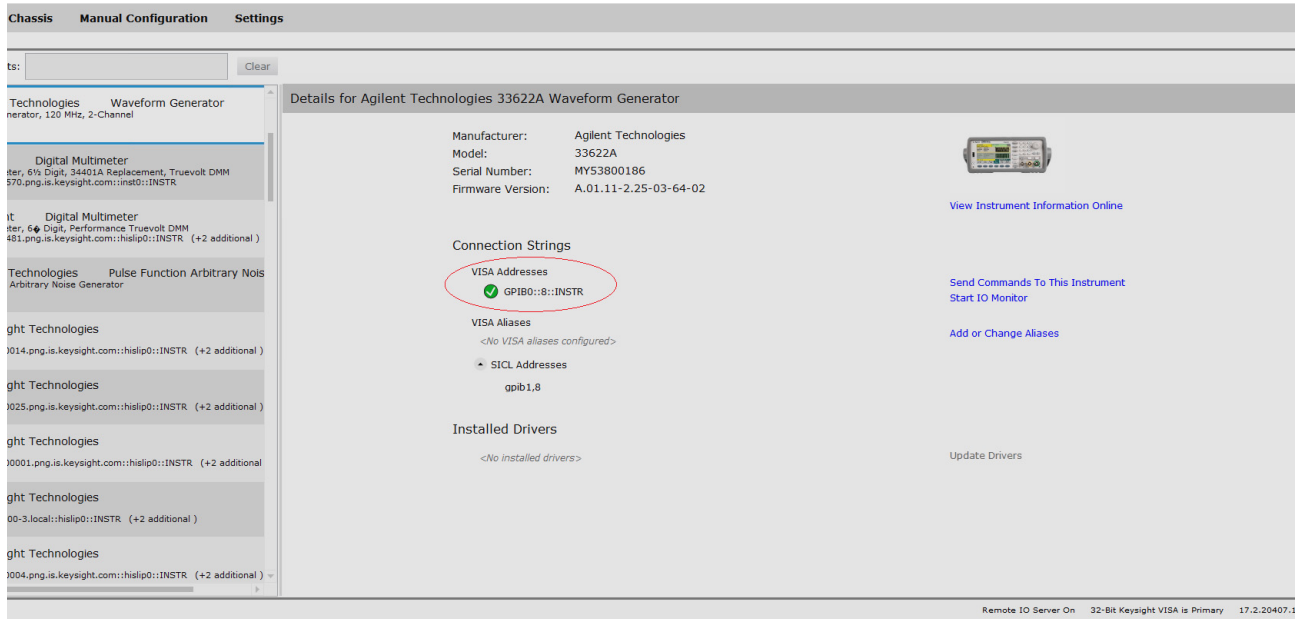 Chassis Manual Configuration Settings
ts: Clear
Technologies Waveform Generator
nerator, 120 MHz, 2-Channel
Digital Multimeter
eter, 6½ Digit, 34401A Replacement, Truevolt DMM
570.png.is.keysight.com::inst0::INSTR
nt Digital Multimeter
eter, 6� Digit, Performance Truevolt DMM
481.png.is.keysight.com::hislip0::INSTR (+2 additional )
Technologies Pulse Function Arbitrary Nois
Arbitrary Noise Generator
ght Technologies
0014.png.is.keysight.com::hislip0::INSTR (+2 additional )
ght Technologies
0025.png.is.keysight.com::hislip0::INSTR (+2 additional )
ght Technologies
00001.png.is.keysight.com::hislip0::INSTR (+2 additional
ght Technologies
00-3.local::hislip0::INSTR (+2 additional )
ght Technologies
0004.png.is.keysight.com::hislip0::INSTR (+2 additional )
Details for Agilent Technologies 33622A Waveform Generator
Manufacturer: Agilent Technologies
Model: 33622A
Serial Number: MY53800186
Firmware Version: A.01.11-2.25-03-64-02
View Instrument Information Online
Connection Strings
VISA Addresses
GPIB0::8::INSTR
Send Commands To This Instrument
Start IO Monitor
VISA Aliases
<No VISA aliases configured>
Add or Change Aliases
SICL Addresses
gpib1,8
Installed Drivers
<No installed drivers>
Update Drivers
Remote IO Server On 32-Bit Keysight VISA is Primary 17.2.20407.1